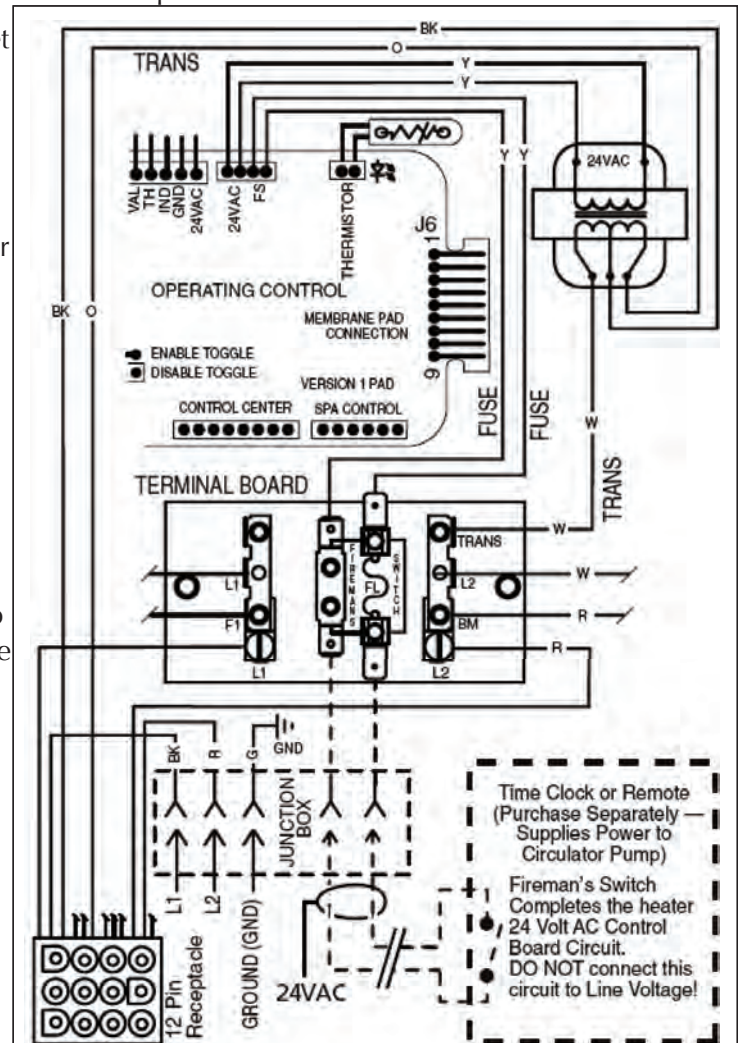 et
r
o
e
BK
O
Y
Y
TRANS
24VAC
Y Y
VAL
TH
IND
GND
24VAC
24VAC
FS
THERMISTOR
J6
1
9
OPERATING CONTROL
MEMBRANE PAD
CONNECTION
BK O
ENABLE TOGGLE
DISABLE TOGGLE
VERSION 1 PAD
CONTROL CENTER
SPA CONTROL
FUSE
FUSE
W
TRANS
TERMINAL BOARD
TRANS
W
L1
FIREMANS
FL
SWITCH
L2
W
F1
BM
R
R
L1
L2
BK
R
G
GND
JUNCTION
BOX
L1
L2
GROUND (GND)
24VAC
12 Pin
Receptacle
Time Clock or Remote
(Purchase Separately —
Supplies Power to
Circulator Pump)
Fireman's Switch
Completes the heater
24 Volt AC Control
Board Circuit.
DO NOT connect this
circuit to Line Voltage!